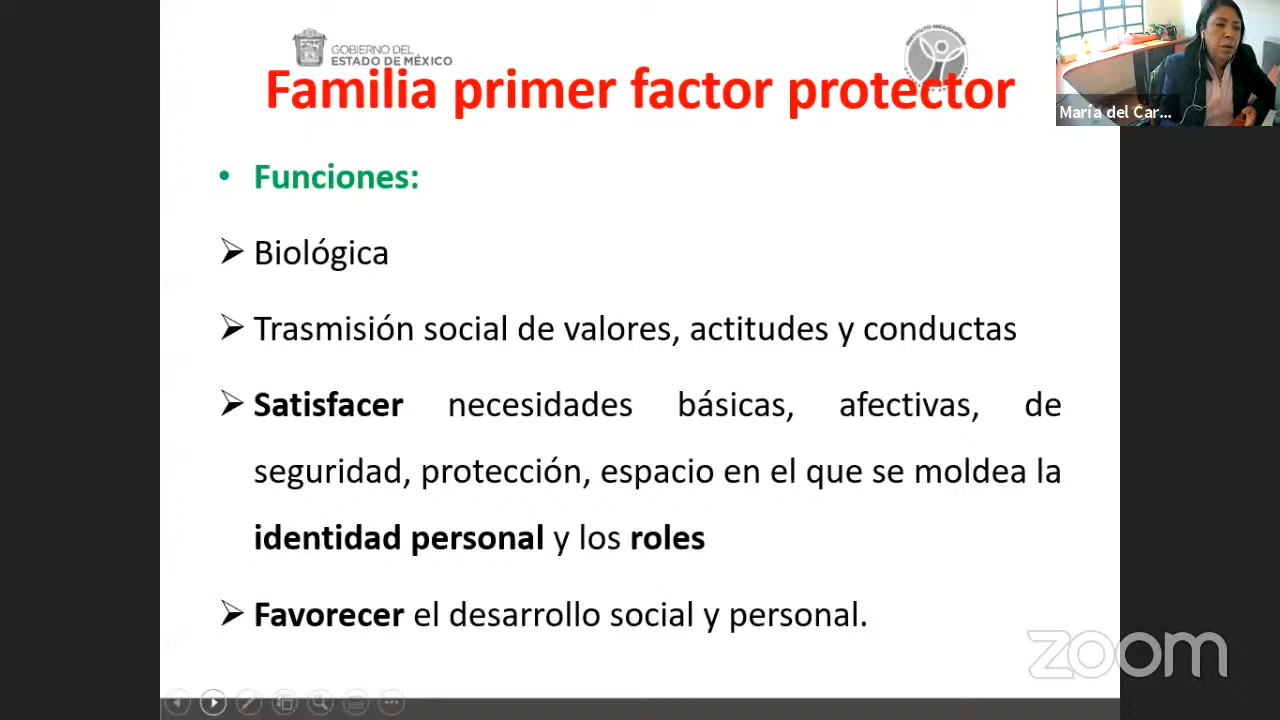 GOBIERNO DEL
ESTADO DE MÉXICO
Familia primer factor protector
María del Car...
• Funciones:
➢ Biológica
➢ Trasmisión social de valores, actitudes y conductas
➢ Satisfacer necesidades básicas, afectivas, de
seguridad, protección, espacio en el que se moldea la
identidad personal y los roles
➢ Favorecer el desarrollo social y personal.
zoom